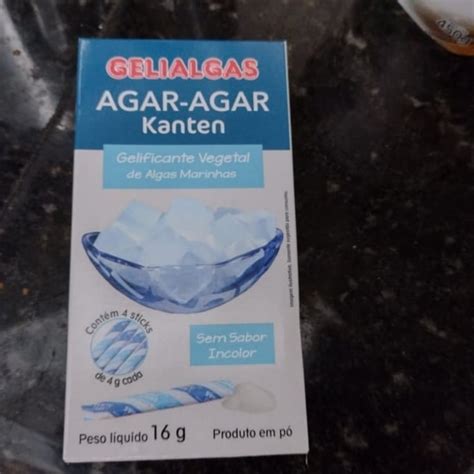 GELIALGAS
AGAR-AGAR
Kanten
Gelificante Vegetal
de Algas Marinhas
Contém 4 sticks
de 4 g cada
Sem Sabor
Incolor
Peso líquido 16 g
Produto em pó